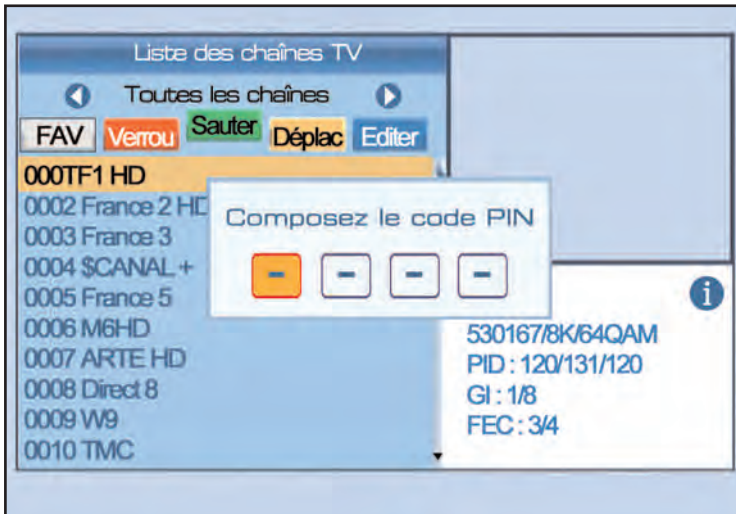 Liste des chaînes TV
Toutes les chaînes
FAV Verrou Sauter Déplac Editer
000TF1 HD
0002 France 2 HD
0003 France 3
0004 $CANAL +
0005 France 5
0006 M6HD
0007 ARTE HD
0008 Direct 8
0009 W9
0010 TMC
Composez le code PIN
- - - -
i
530167/8K/64QAM
PID : 120/131/120
GI : 1/8
FEC : 3/4